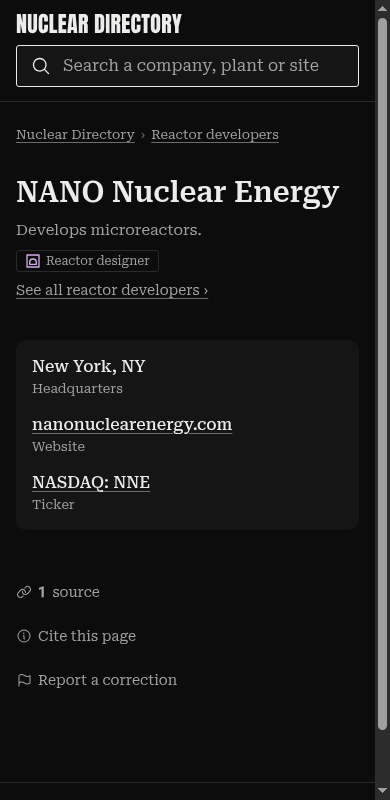 NUCLEAR DIRECTORY
Search a company, plant or site
Nuclear Directory › Reactor developers
NANO Nuclear Energy
Develops microreactors.
Reactor designer
See all reactor developers ›
New York, NY
Headquarters
nanonuclearenergy.com
Website
NASDAQ: NNE
Ticker
1 source
Cite this page
Report a correction